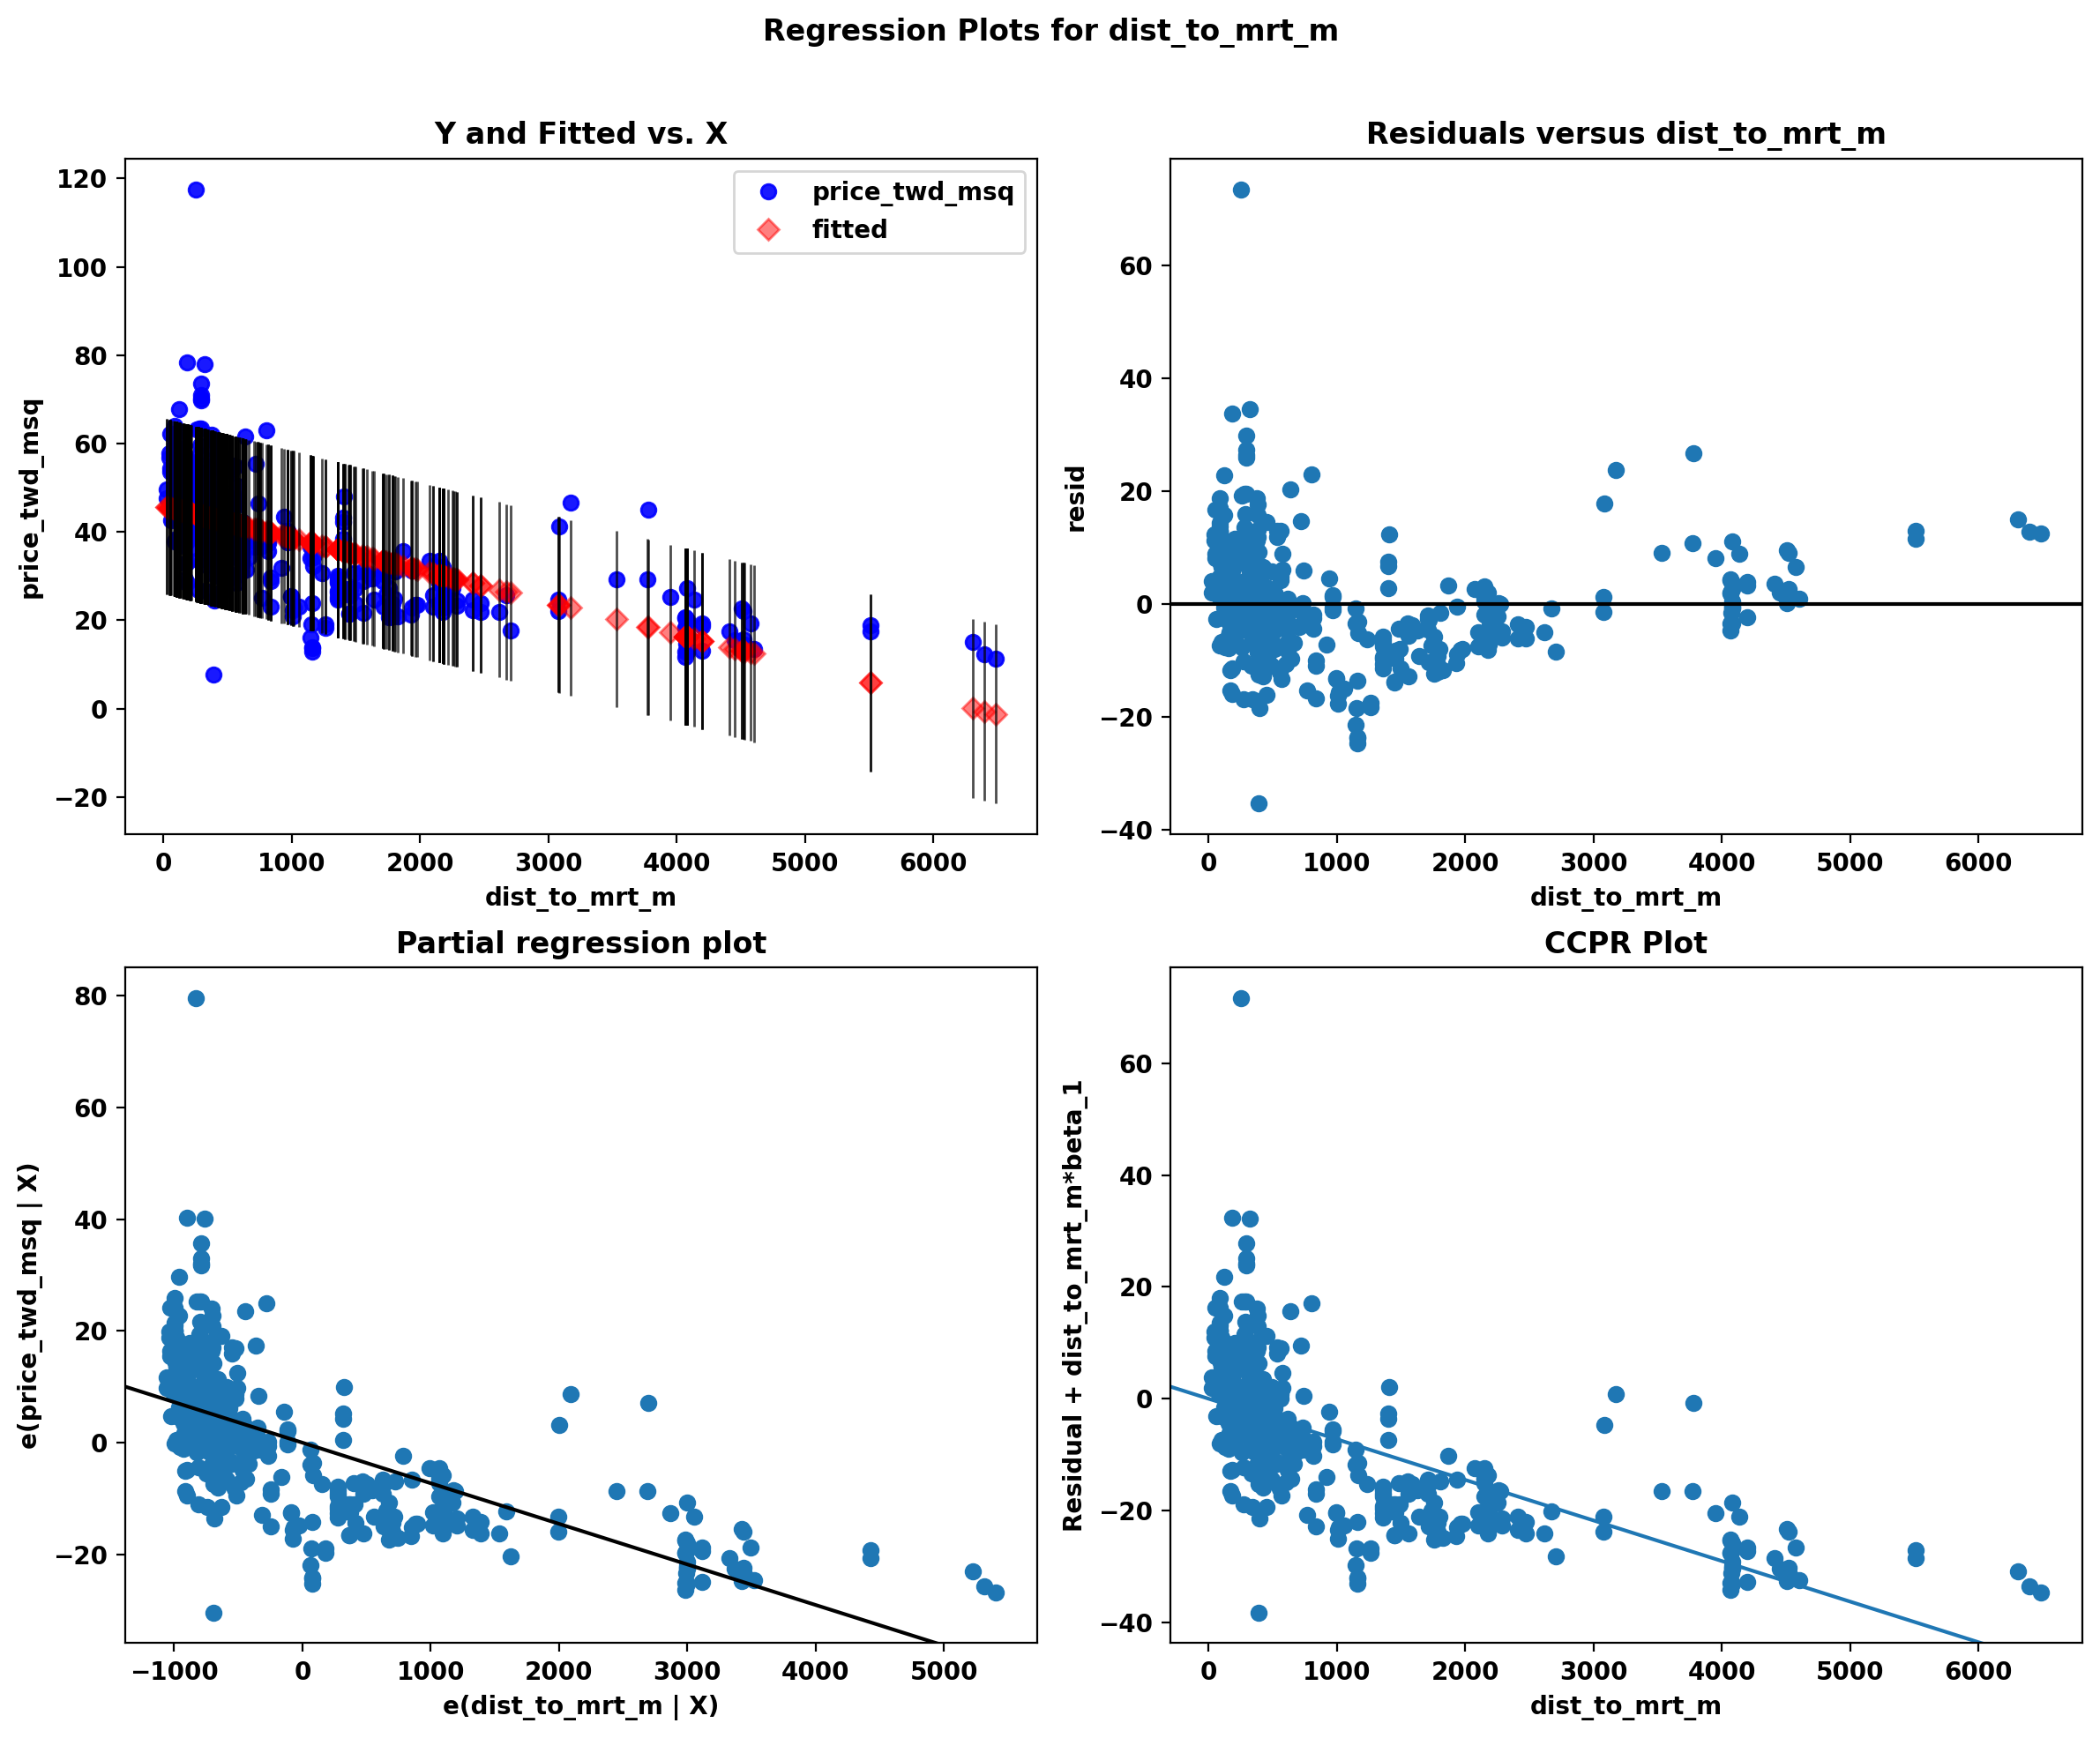 Regression Plots for dist_to_mrt_m
Y and Fitted vs. X
price_twd_msq
fitted
120
100
80
60
40
20
0
−20
price_twd_msq
0 1000 2000 3000 4000 5000 6000
dist_to_mrt_m
Residuals versus dist_to_mrt_m
60
40
20
0
−20
−40
resid
0 1000 2000 3000 4000 5000 6000
dist_to_mrt_m
Partial regression plot
80
60
40
20
0
−20
e(price_twd_msq | X)
−1000 0 1000 2000 3000 4000 5000
e(dist_to_mrt_m | X)
CCPR Plot
60
40
20
0
−20
−40
Residual + dist_to_mrt_m*beta_1
0 1000 2000 3000 4000 5000 6000
dist_to_mrt_m